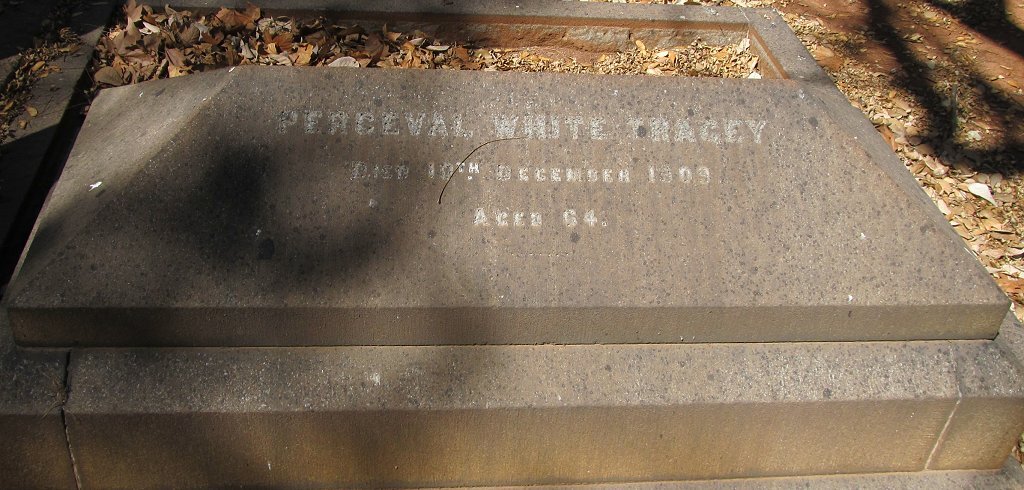 PERCEVAL WHITE TRACEY
DIED 10TH DECEMBER 1909
AGED 64.